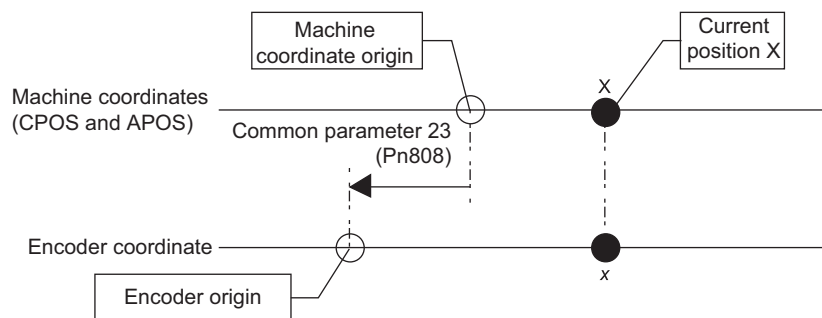 Machine
coordinate origin
Current
position X
X
Machine coordinates
(CPOS and APOS)
Common parameter 23
(Pn808)
Encoder coordinate
x
Encoder origin